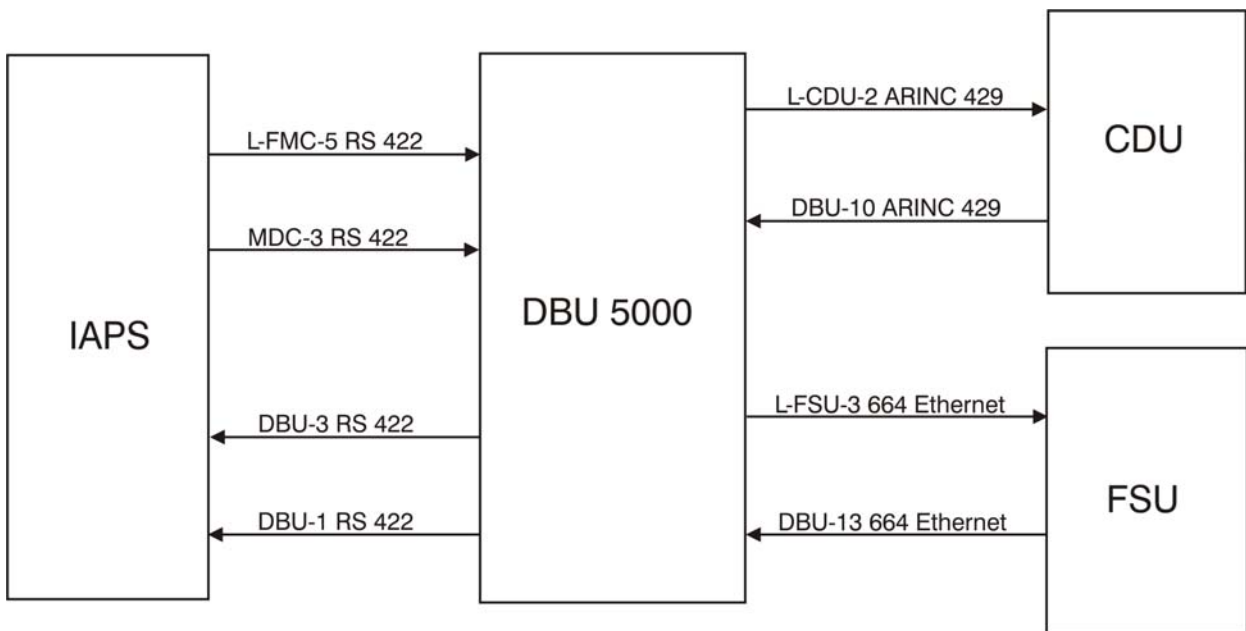 L-CDU-2 ARINC 429
CDU
L-FMC-5 RS 422
DBU-10 ARINC 429
MDC-3 RS 422
DBU 5000
IAPS
L-FSU-3 664 Ethernet
DBU-3 RS 422
FSU
DBU-1 RS 422
DBU-13 664 Ethernet